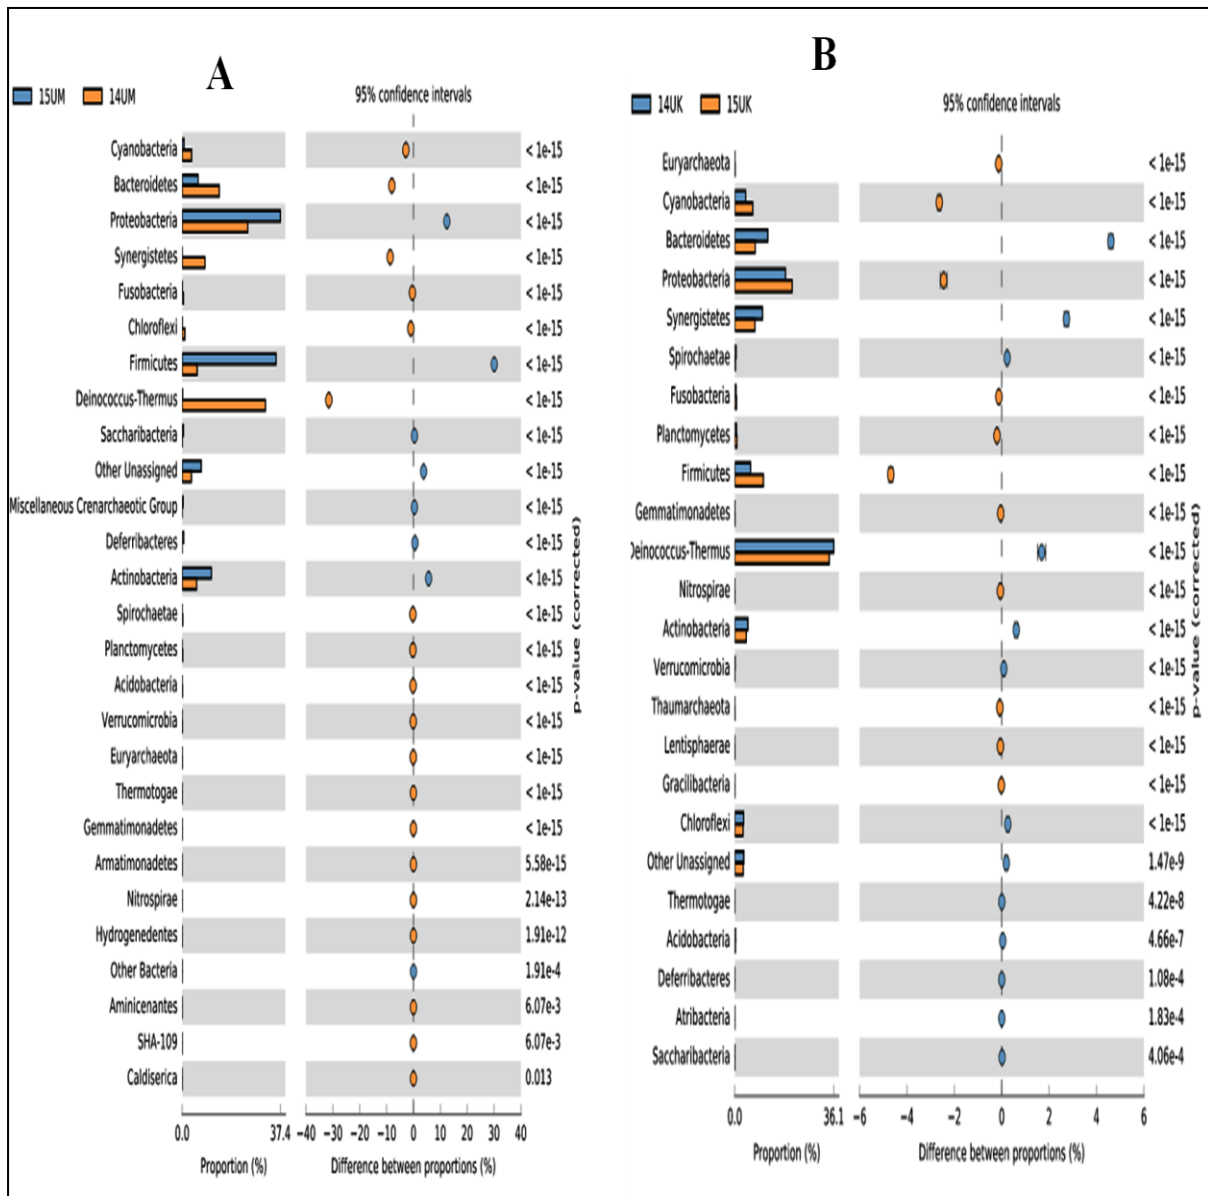 A
15UM 14UM
95% confidence intervals
Cyanobacteria < 1e-15
Bacteroidetes < 1e-15
Proteobacteria < 1e-15
Synergistetes < 1e-15
Fusobacteria < 1e-15
Chloroflexi < 1e-15
Firmicutes < 1e-15
Deinococcus-Thermus < 1e-15
Saccharibacteria < 1e-15
Other Unassigned < 1e-15
Miscellaneous Crenarchaeotic Group < 1e-15
Deferribacteres < 1e-15
Actinobacteria < 1e-15
Spirochaetae < 1e-15
Planctomycetes < 1e-15
Acidobacteria < 1e-15
Verrucomicrobia < 1e-15
Euryarchaeota < 1e-15
Thermotogae < 1e-15
Gemmatimonadetes < 1e-15
Armatimonadetes 5.58e-15
Nitrospirae 2.14e-13
Hydrogenedentes 1.91e-12
Other Bacteria 1.91e-4
Aminicenantes 6.07e-3
SHA-109 6.07e-3
Caldiserica 0.013
p-value (corrected)
0.0 37.4 −40 −30 −20 −10 0 10 20 30 40
Proportion (%) Difference between proportions (%)
B
14UK 15UK
95% confidence intervals
Euryarchaeota < 1e-15
Cyanobacteria < 1e-15
Bacteroidetes < 1e-15
Proteobacteria < 1e-15
Synergistetes < 1e-15
Spirochaetae < 1e-15
Fusobacteria < 1e-15
Planctomycetes < 1e-15
Firmicutes < 1e-15
Gemmatimonadetes < 1e-15
Deinococcus-Thermus < 1e-15
Nitrospirae < 1e-15
Actinobacteria < 1e-15
Verrucomicrobia < 1e-15
Thaumarchaeota < 1e-15
Lentisphaerae < 1e-15
Gracilibacteria < 1e-15
Chloroflexi < 1e-15
Other Unassigned 1.47e-9
Thermotogae 4.22e-8
Acidobacteria 4.66e-7
Deferribacteres 1.08e-4
Atribacteria 1.83e-4
Saccharibacteria 4.06e-4
p-value (corrected)
0.0 36.1 −6 −4 −2 0 2 4 6
Proportion (%) Difference between proportions (%)